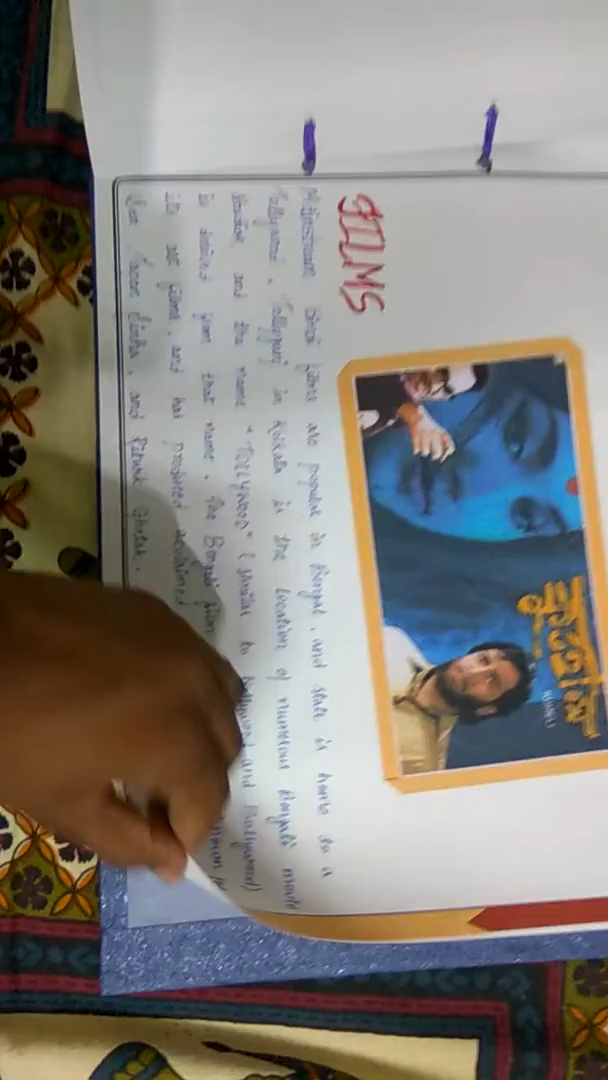 FILMS
Mainstream Hindi films are popular in Bengal, and state is home to a
Tollywood. Tollygunj in Kolkata is the location of numerous Bengali movie
studios and the name "TOLLYWOOD" (similar to Bollywood and Mollywood)
is derived from that name. The Bengali film
its art films, and has produced acclaimed
Sen, Tapan Sinha, and Ritwik Ghatak.